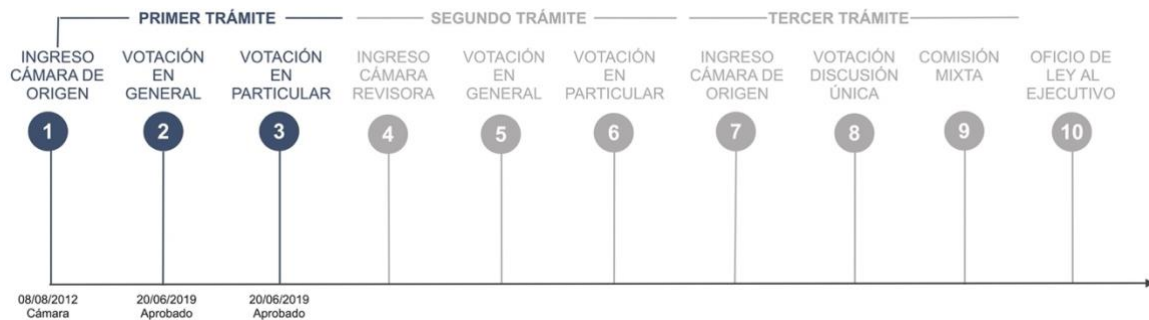 PRIMER TRÁMITE
SEGUNDO TRÁMITE
TERCER TRÁMITE
INGRESO
CÁMARA DE
ORIGEN
VOTACIÓN
EN
GENERAL
VOTACIÓN
EN
PARTICULAR
INGRESO
CÁMARA
REVISORA
VOTACIÓN
EN
GENERAL
VOTACIÓN
EN
PARTICULAR
INGRESO
CÁMARA DE
ORIGEN
VOTACIÓN
DISCUSIÓN
ÚNICA
COMISIÓN
MIXTA
OFICIO DE
LEY AL
EJECUTIVO
1
2
3
4
5
6
7
8
9
10
08/08/2012
Cámara
20/06/2019
Aprobado
20/06/2019
Aprobado